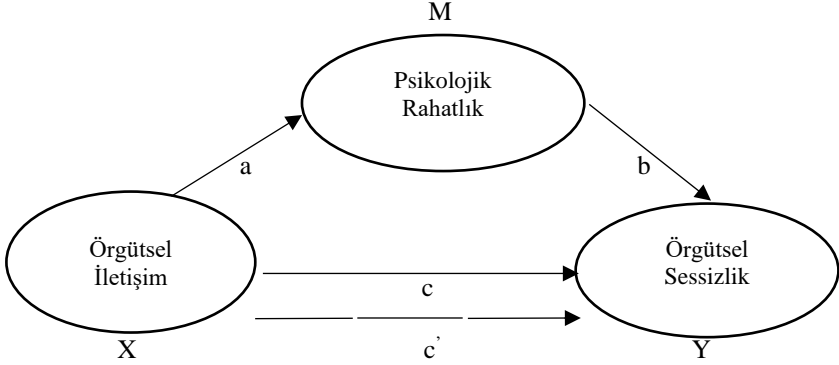 M
Psikolojik
Rahatlık
a
b
Örgütsel
İletişim
Örgütsel
Sessizlik
c
X
c’
Y